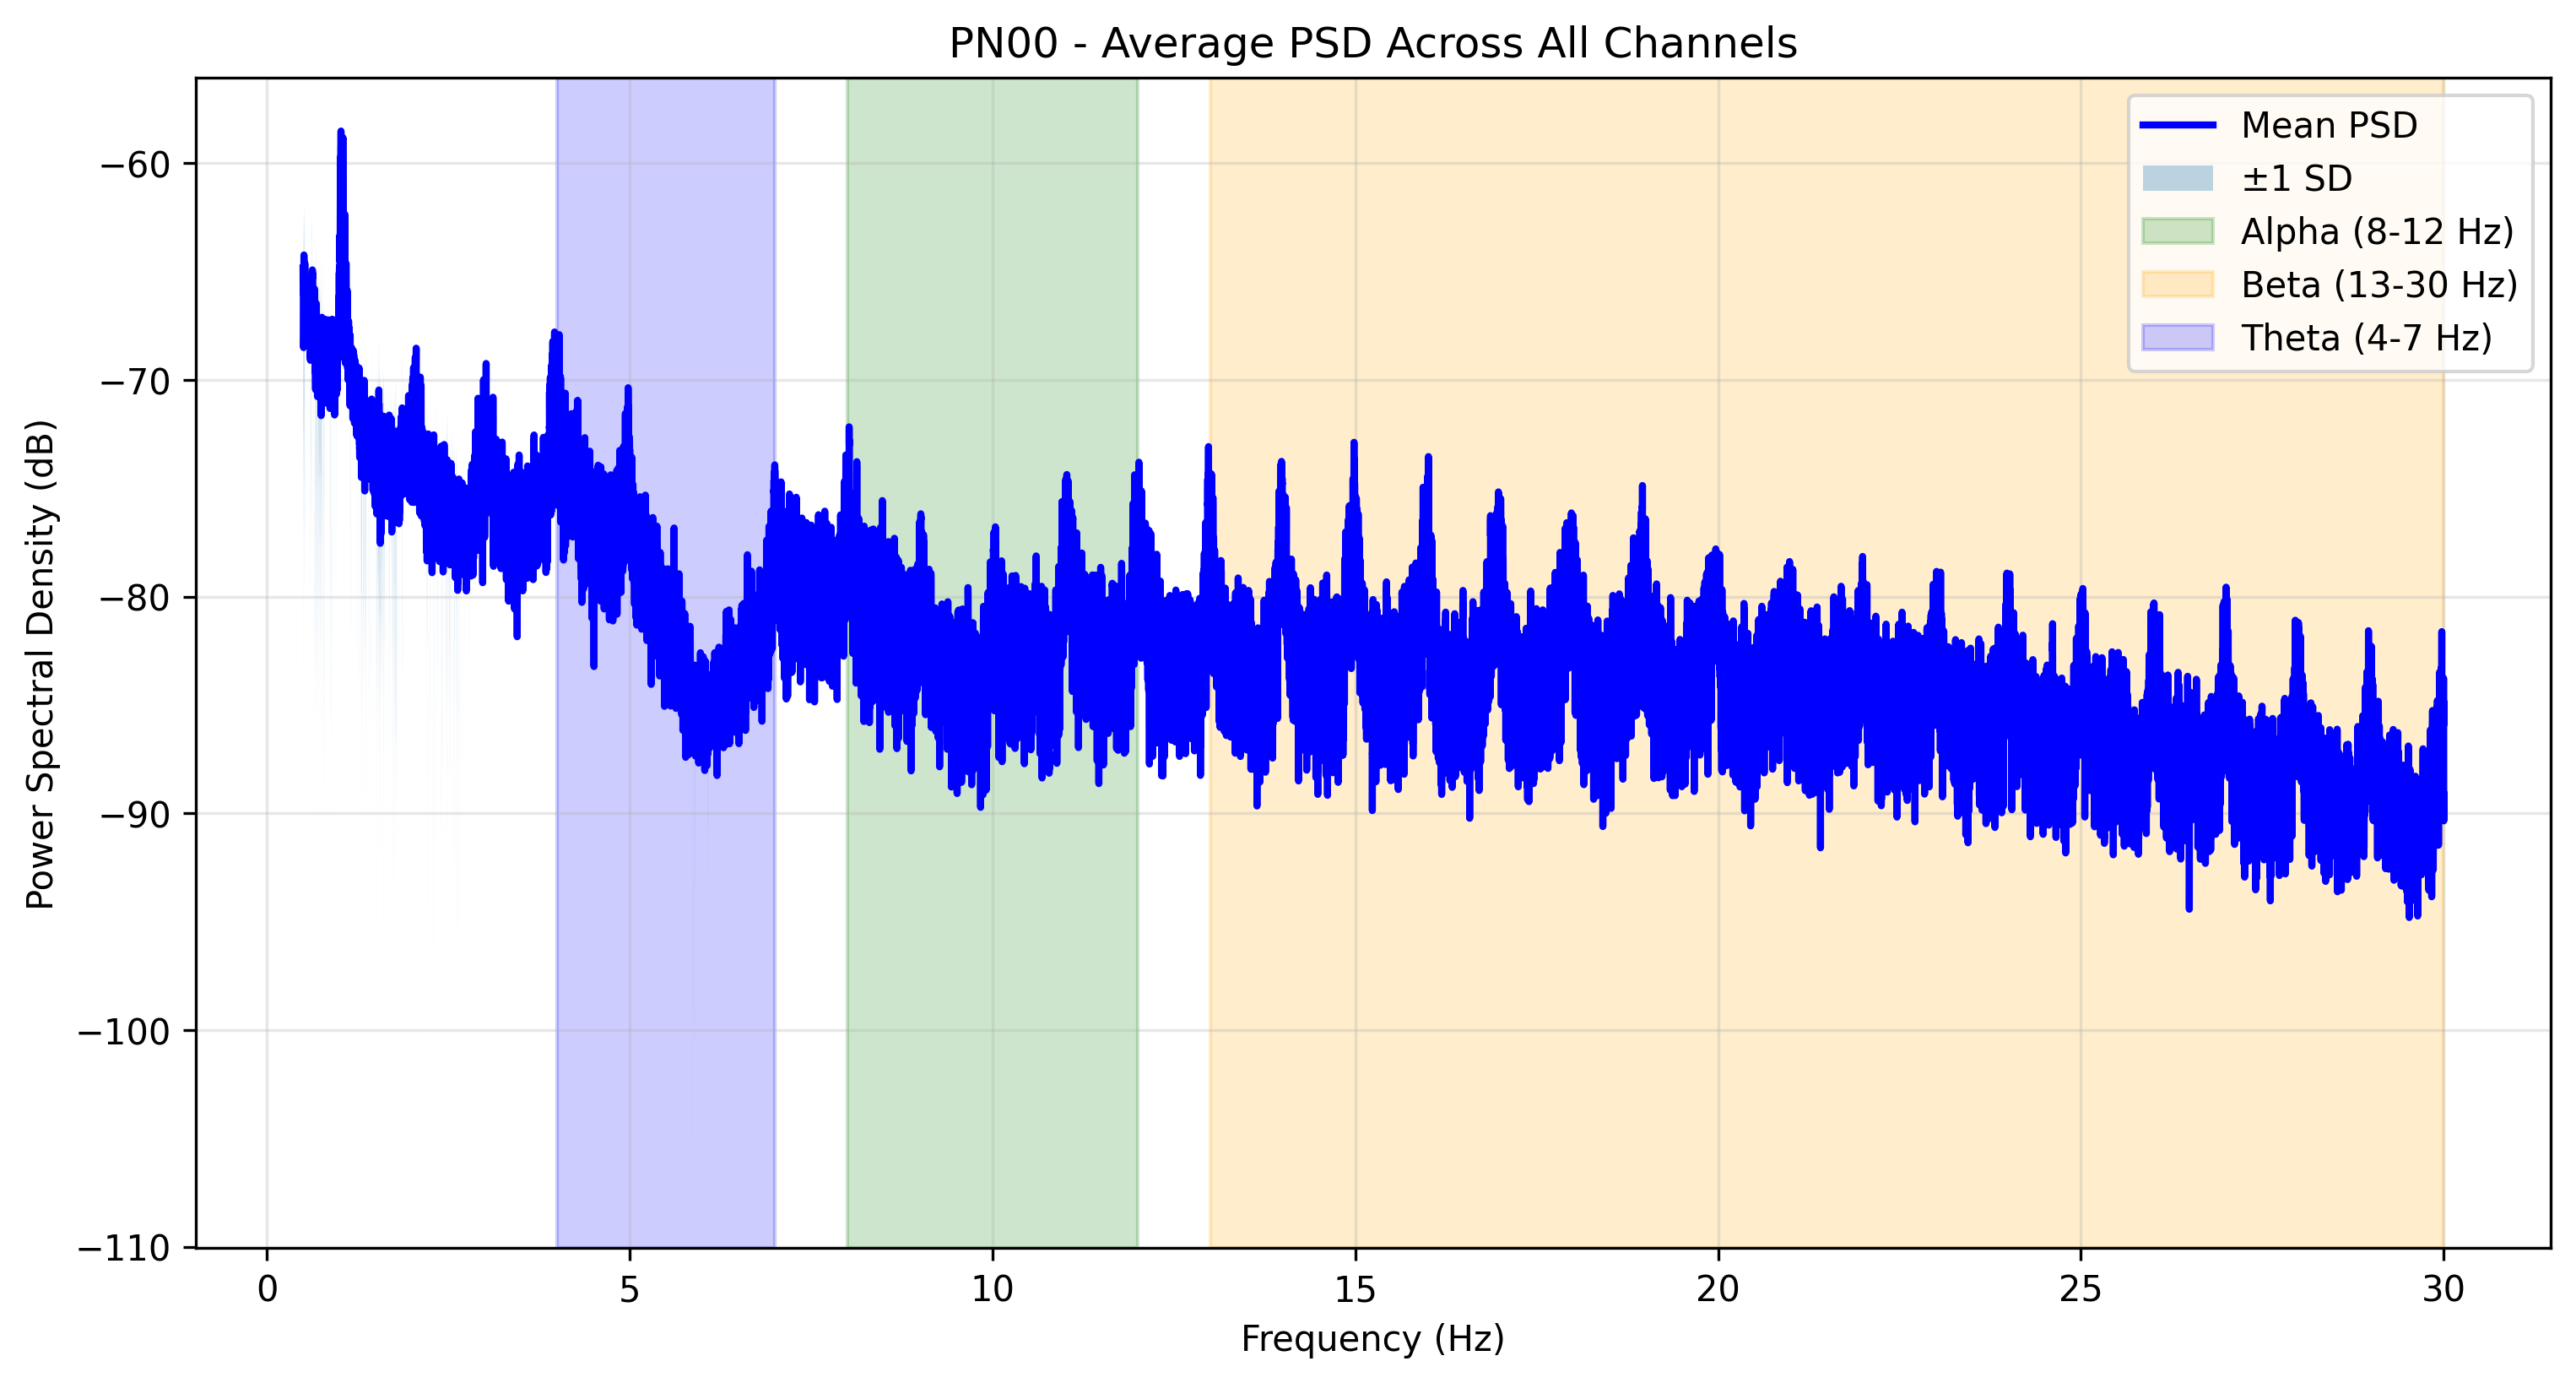 PN00 - Average PSD Across All Channels
Power Spectral Density (dB)
−60
−70
−80
−90
−100
−110
Mean PSD
±1 SD
Alpha (8-12 Hz)
Beta (13-30 Hz)
Theta (4-7 Hz)
0 5 10 15 20 25 30
Frequency (Hz)